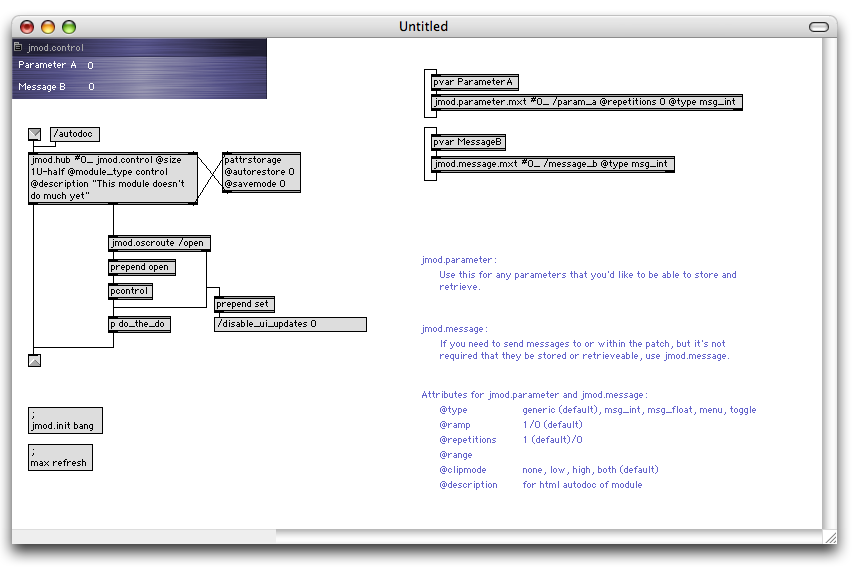 Untitled
jmod.control
Parameter A 0
Message B 0
/autodoc
jmod.hub #0_ jmod.control @size
1U-half @module_type control
@description "This module doesn't
do much yet"
pattrstorage
@autorestore 0
@savemode 0
jmod.oscroute /open
prepend open
pcontrol
p do_the_do
prepend set
/disable_ui_updates 0
;
jmod.init bang
;
max refresh
pvar ParameterA
jmod.parameter.mxt #0_ /param_a @repetitions 0 @type msg_int
pvar MessageB
jmod.message.mxt #0_ /message_b @type msg_int
jmod.parameter:
Use this for any parameters that you'd like to be able to store and
retrieve.
jmod.message:
If you need to send messages to or within the patch, but it's not
required that they be stored or retrieveable, use jmod.message.
Attributes for jmod.parameter and jmod.message:
@type generic (default), msg_int, msg_float, menu, toggle
@ramp 1/0 (default)
@repetitions 1 (default)/0
@range
@clipmode none, low, high, both (default)
@description for html autodoc of module